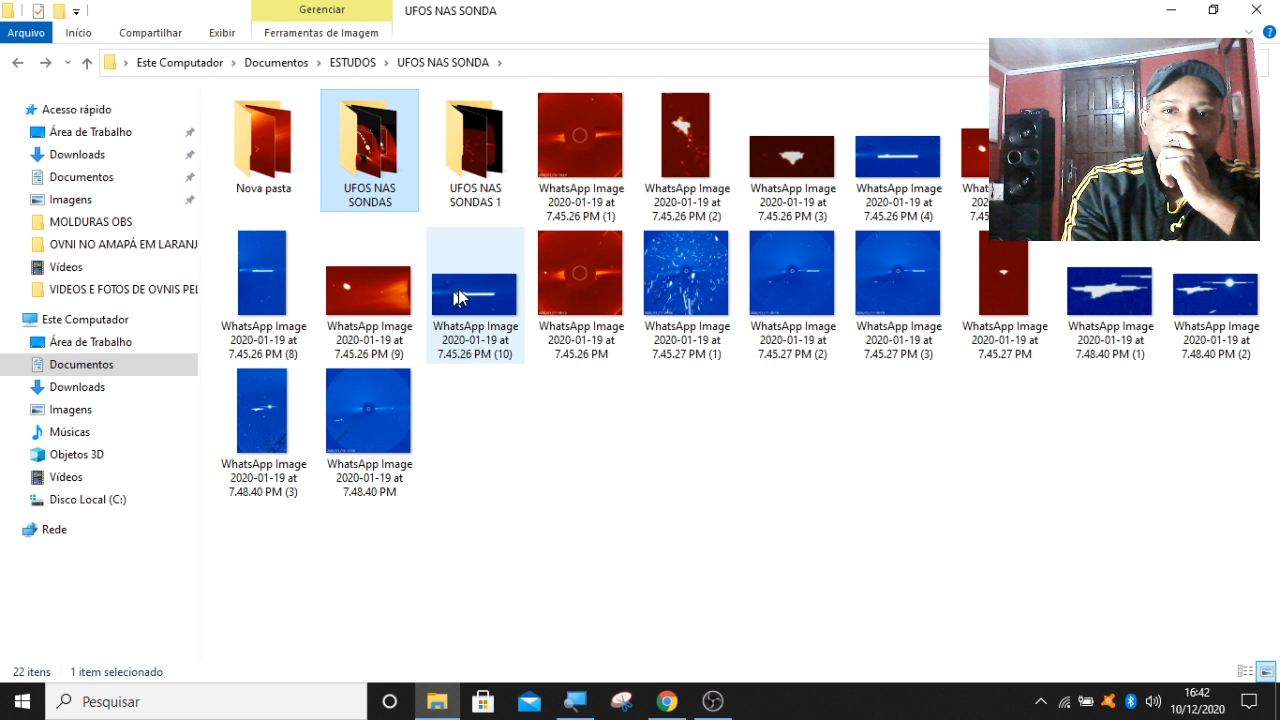 Gerenciar
UFOS NAS SONDA
Arquivo
Início
Compartilhar
Exibir
Ferramentas de Imagem
Este Computador
Documentos
ESTUDOS
UFOS NAS SONDA
Acesso rápido
Área de Trabalho
Downloads
Documentos
Imagens
MOLDURAS OBS
OVNI NO AMAPÁ EM LARANJ
Vídeos
VIDEOS E FOTOS DE OVNIS PEL
Este Computador
Área de Trabalho
Documentos
Downloads
Imagens
Músicas
Objetos 3D
Vídeos
Disco Local (C:)
Rede
Nova pasta
UFOS NAS
SONDAS
UFOS NAS
SONDAS 1
WhatsApp Image
2020-01-19 at
7.45.26 PM (1)
WhatsApp Image
2020-01-19 at
7.45.26 PM (2)
WhatsApp Image
2020-01-19 at
7.45.26 PM (3)
WhatsApp Image
2020-01-19 at
7.45.26 PM (4)
WhatsApp Image
2020-01-19 at
7.45.26 PM (8)
WhatsApp Image
2020-01-19 at
7.45.26 PM (9)
WhatsApp Image
2020-01-19 at
7.45.26 PM (10)
WhatsApp Image
2020-01-19 at
7.45.26 PM
WhatsApp Image
2020-01-19 at
7.45.27 PM (1)
WhatsApp Image
2020-01-19 at
7.45.27 PM (2)
WhatsApp Image
2020-01-19 at
7.45.27 PM (3)
WhatsApp Image
2020-01-19 at
7.45.27 PM
WhatsApp Image
2020-01-19 at
7.48.40 PM (1)
WhatsApp Image
2020-01-19 at
7.48.40 PM (2)
WhatsApp Image
2020-01-19 at
7.48.40 PM (3)
WhatsApp Image
2020-01-19 at
7.48.40 PM
22 itens
1 item selecionado
Pesquisar
16:42
10/12/2020